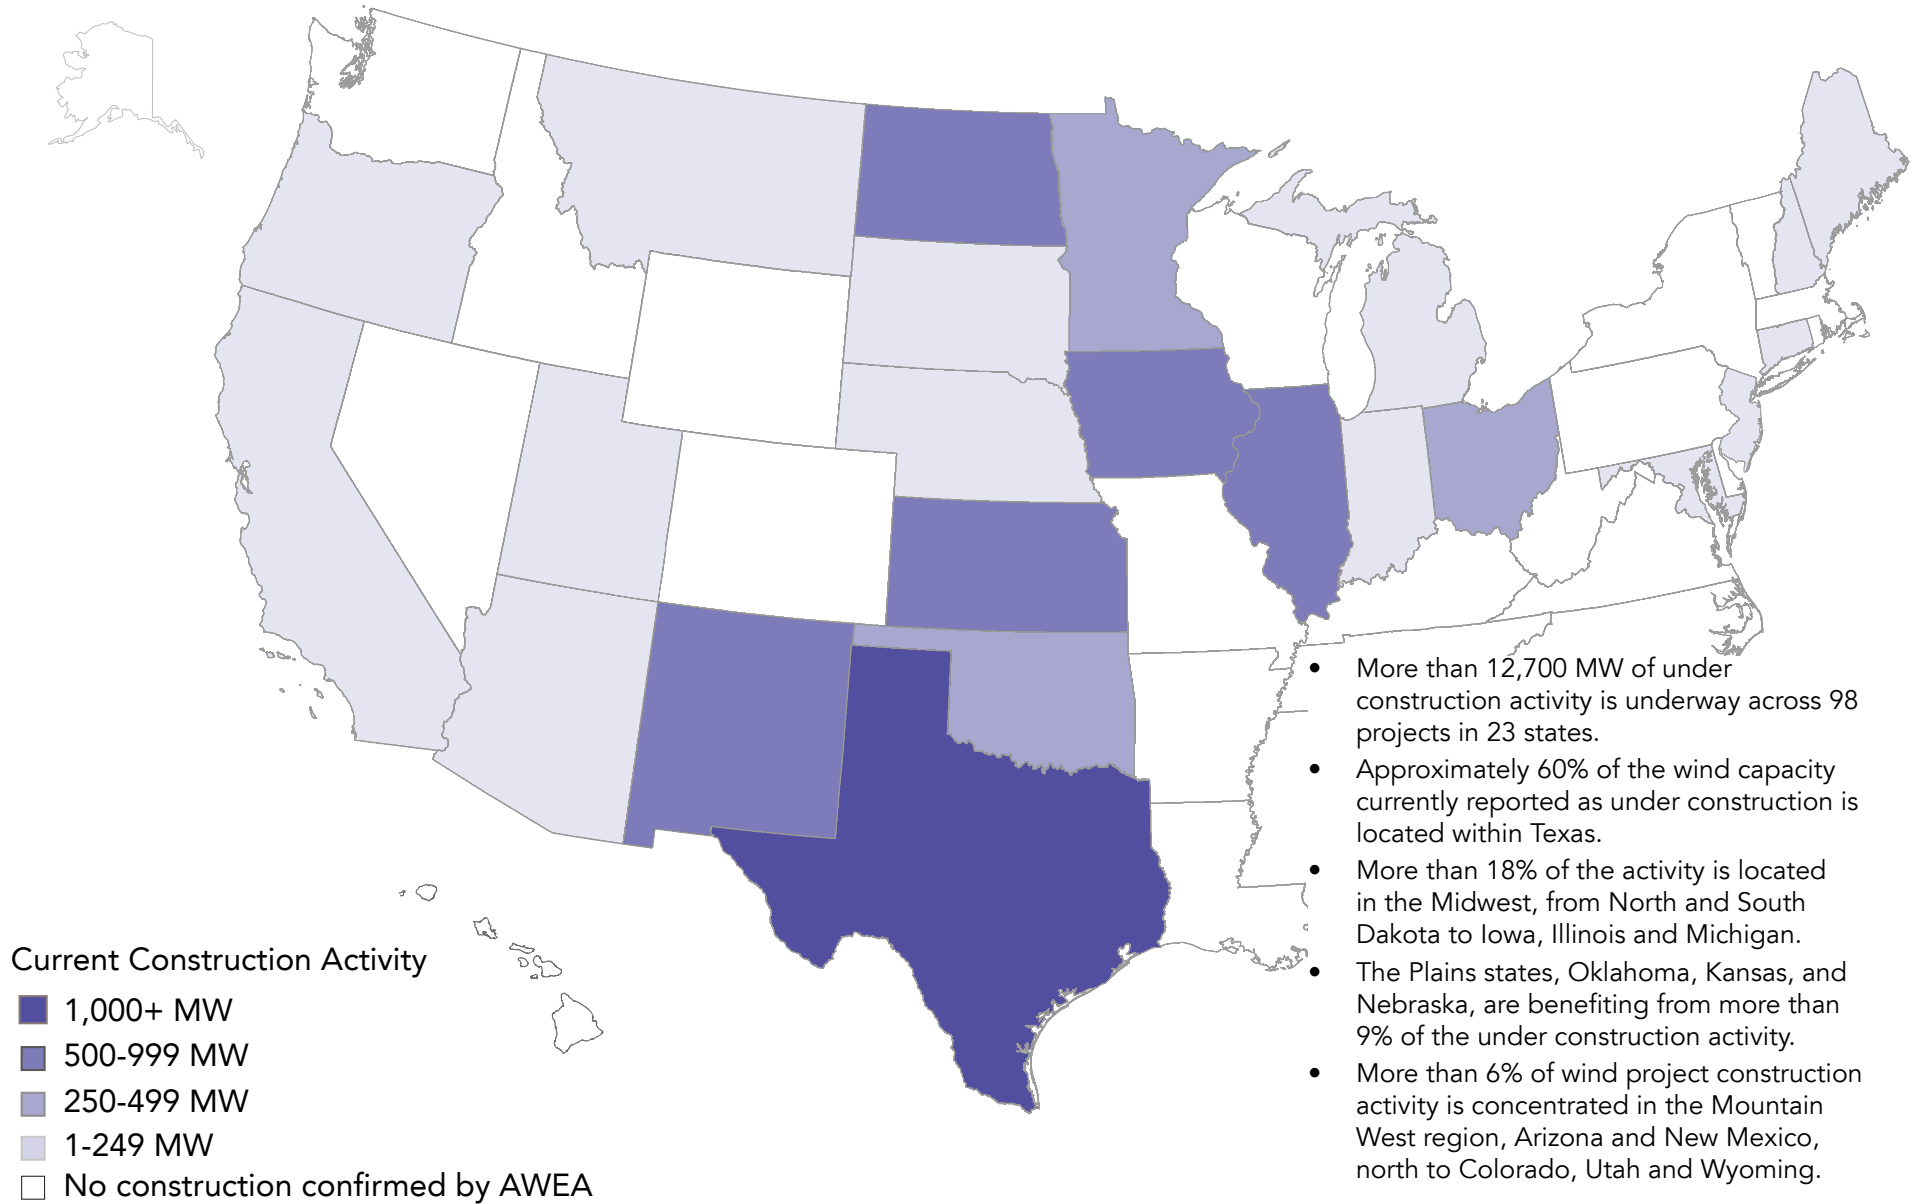 • More than 12,700 MW of under
construction activity is underway across 98
projects in 23 states.
• Approximately 60% of the wind capacity
currently reported as under construction is
located within Texas.
• More than 18% of the activity is located
in the Midwest, from North and South
Dakota to Iowa, Illinois and Michigan.
• The Plains states, Oklahoma, Kansas, and
Nebraska, are benefiting from more than
9% of the under construction activity.
• More than 6% of wind project construction
activity is concentrated in the Mountain
West region, Arizona and New Mexico,
north to Colorado, Utah and Wyoming.
Current Construction Activity
1,000+ MW
500-999 MW
250-499 MW
1-249 MW
No construction confirmed by AWEA